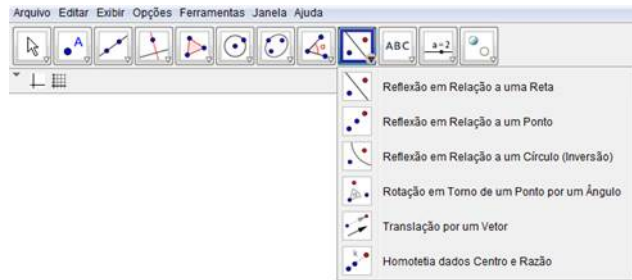 Arquivo Editar Exibir Opções Ferramentas Janela Ajuda
A ABC a=2
Reflexão em Relação a uma Reta
Reflexão em Relação a um Ponto
Reflexão em Relação a um Círculo (Inversão)
Rotação em Torno de um Ponto por um Ângulo
Translação por um Vetor
Homotetia dados Centro e Razão